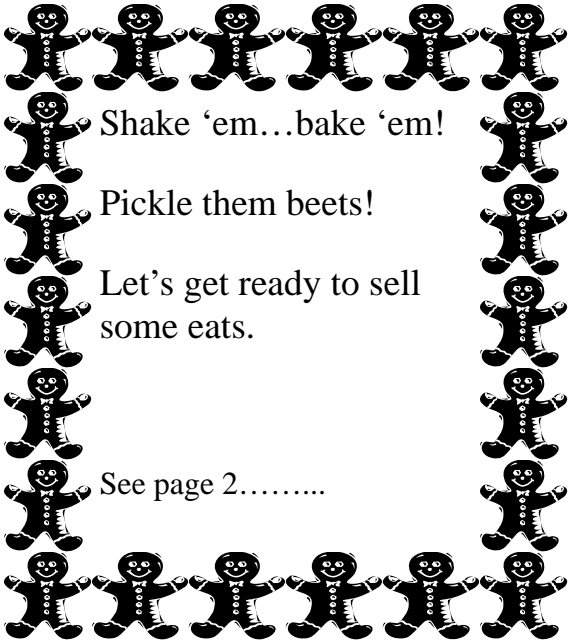 Shake ‘em…bake ‘em!
Pickle them beets!
Let’s get ready to sell
some eats.
See page 2……...